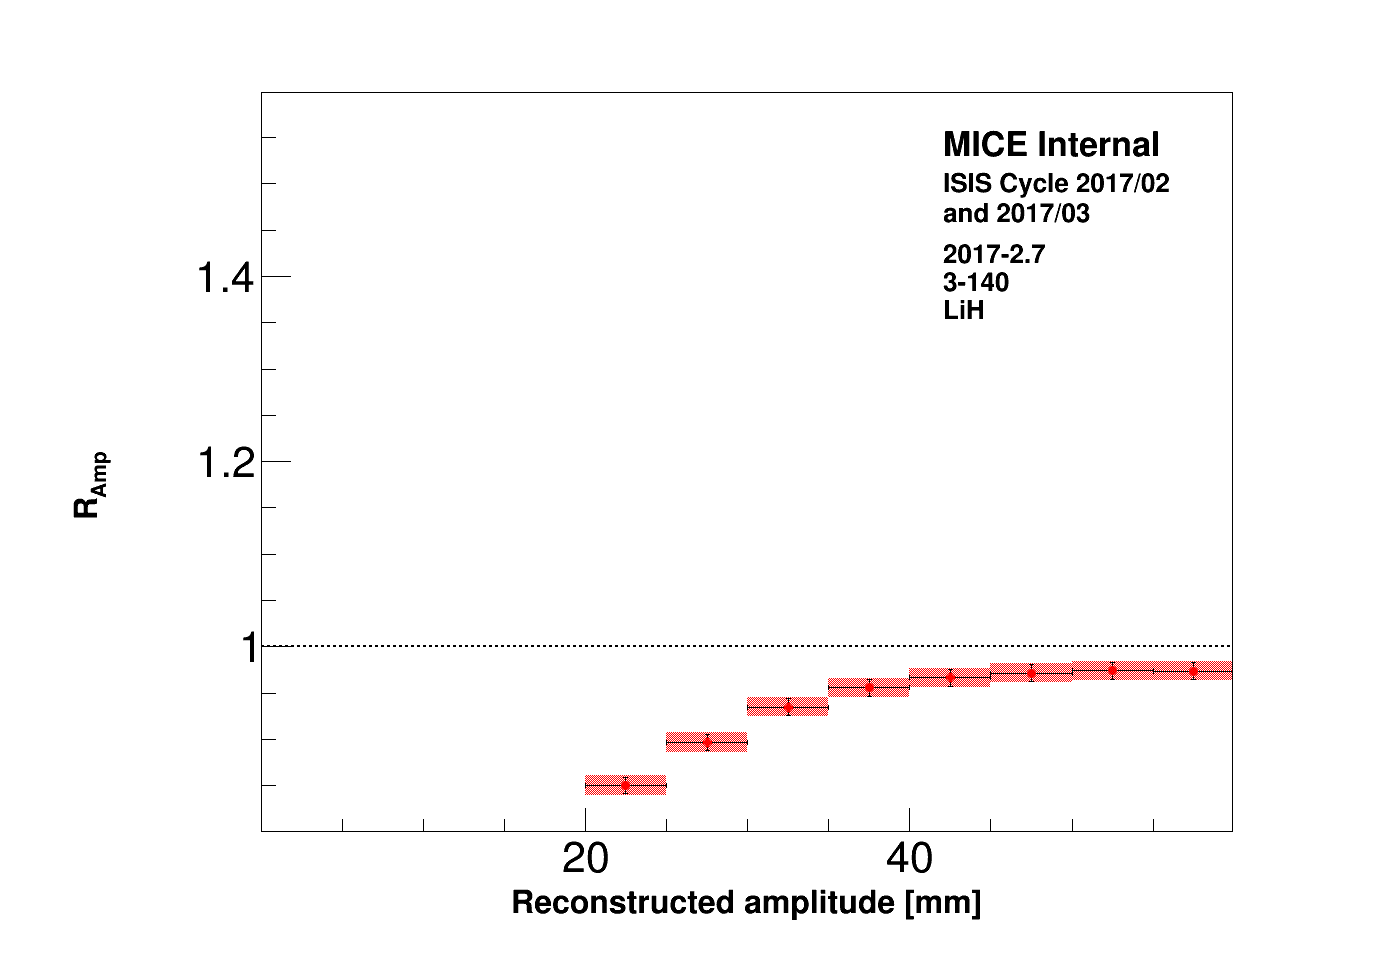 MICE Internal
ISIS Cycle 2017/02
and 2017/03
2017-2.7
3-140
LiH
1.4
1.2
1
R_Amp
20
40
Reconstructed amplitude [mm]